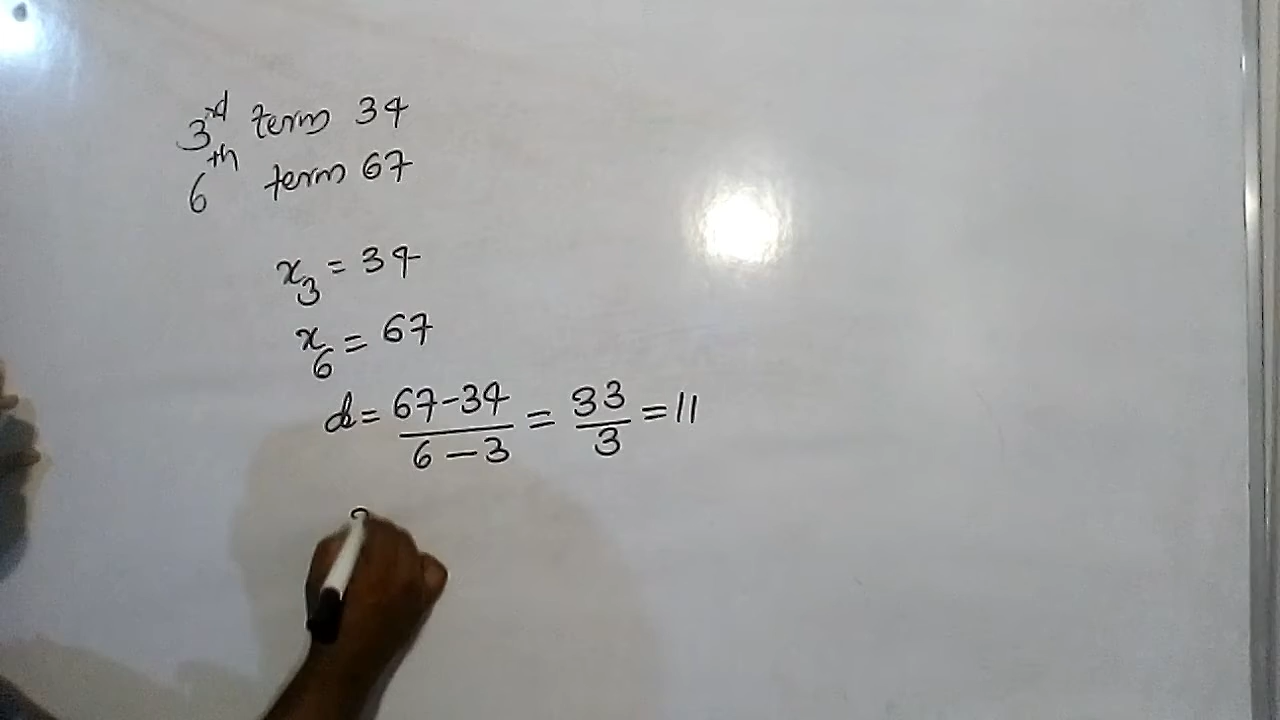 3rd term 34
6th term 67
x₃ = 34
x₆ = 67
d = (67-34)/(6-3) = 33/3 = 11